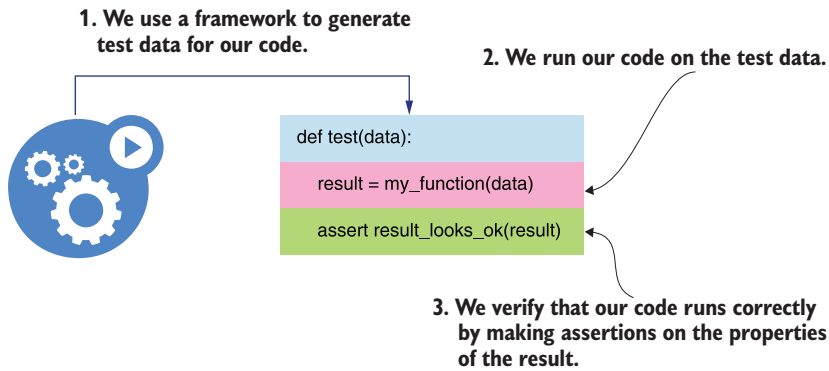 1. We use a framework to generate
test data for our code.
2. We run our code on the test data.
def test(data):
result = my_function(data)
assert result_looks_ok(result)
3. We verify that our code runs correctly
by making assertions on the properties
of the result.